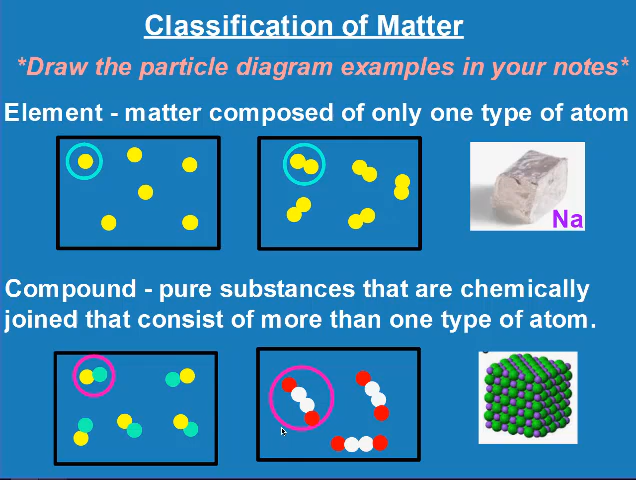 Classification of Matter
*Draw the particle diagram examples in your notes*
Element - matter composed of only one type of atom
Na
Compound - pure substances that are chemically
joined that consist of more than one type of atom.